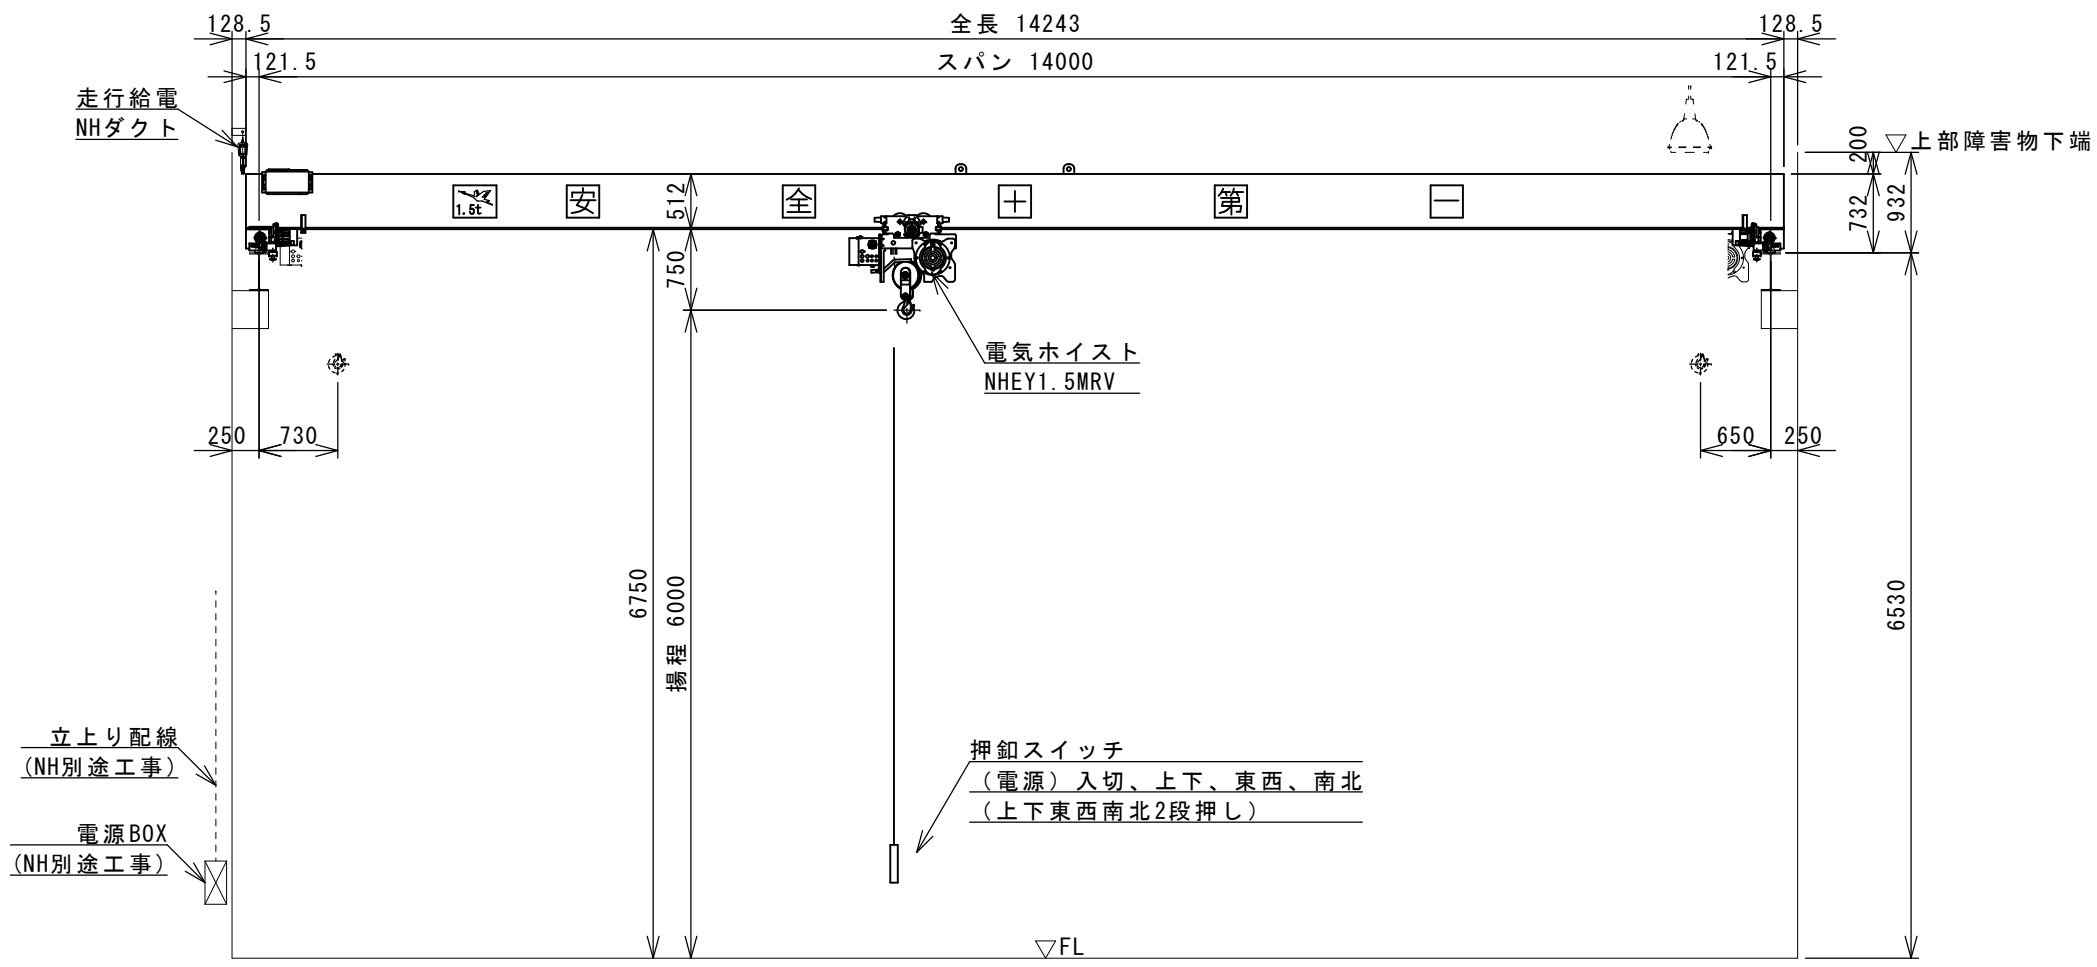 128.5
全長 14243
128.5
121.5
スパン 14000
121.5
走行給電
NHダクト
200
▽上部障害物下端
1.5t
安
全
十
第
一
512
732
932
750
電気ホイスト
NHEY1.5MRV
250
730
650
250
6750
揚程 6000
6530
立上り配線
(NH別途工事)
押釦スイッチ
(電源)入切、上下、東西、南北
(上下東西南北2段押し)
電源BOX
(NH別途工事)
▽FL